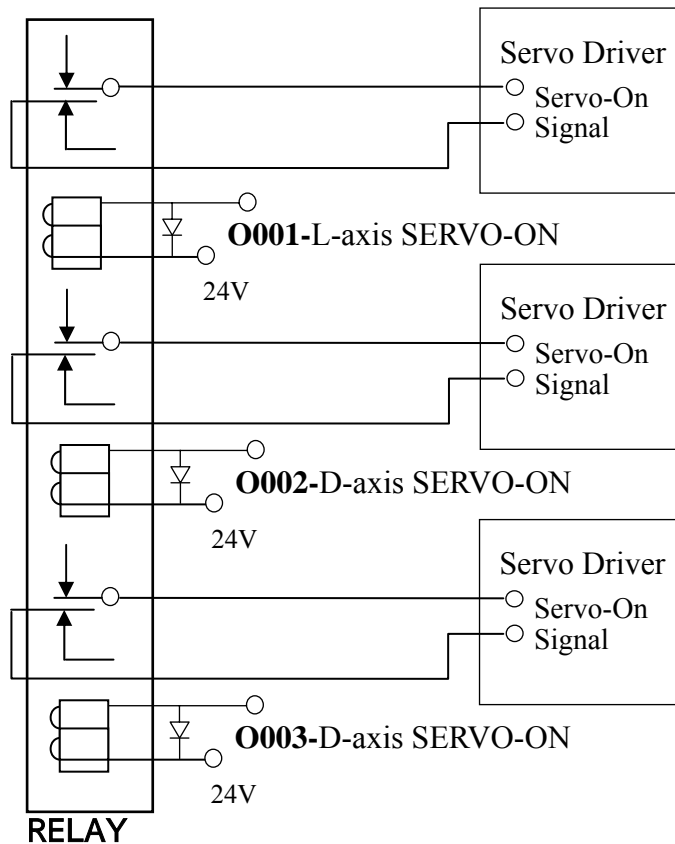 Servo Driver
Servo-On
Signal
O001-L-axis SERVO-ON
24V
Servo Driver
Servo-On
Signal
O002-D-axis SERVO-ON
24V
Servo Driver
Servo-On
Signal
O003-D-axis SERVO-ON
24V
RELAY